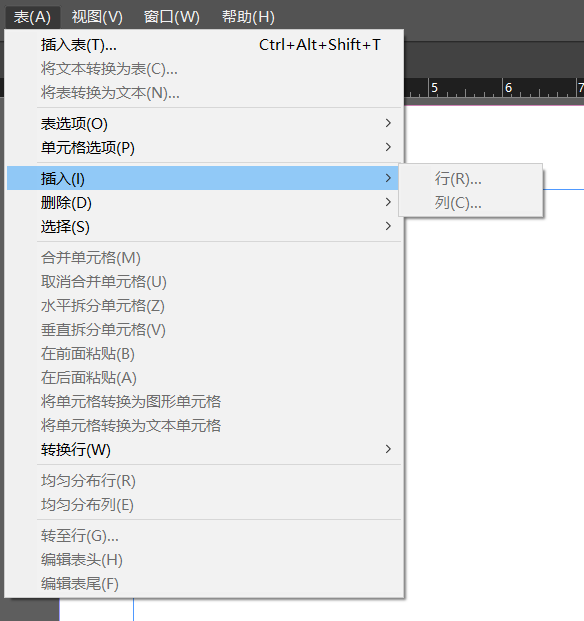 表(A) 视图(V) 窗口(W) 帮助(H)
插入表(T)... Ctrl+Alt+Shift+T
将文本转换为表(C)...
将表转换为文本(N)...
5 6 7
表选项(O)
单元格选项(P)
插入(I)
行(R)...
删除(D)
列(C)...
选择(S)
合并单元格(M)
取消合并单元格(U)
水平拆分单元格(Z)
垂直拆分单元格(V)
在前面粘贴(B)
在后面粘贴(A)
将单元格转换为图形单元格
将单元格转换为文本单元格
转换行(W)
均匀分布行(R)
均匀分布列(E)
转至行(G)...
编辑表头(H)
编辑表尾(F)